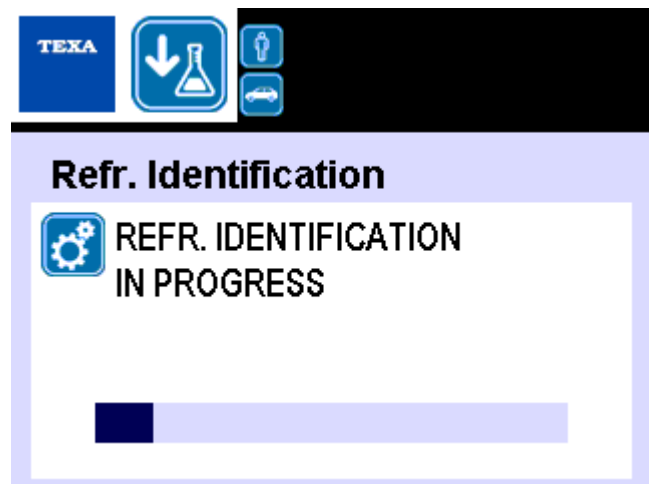 TEXA
Refr. Identification
REFR. IDENTIFICATION
IN PROGRESS